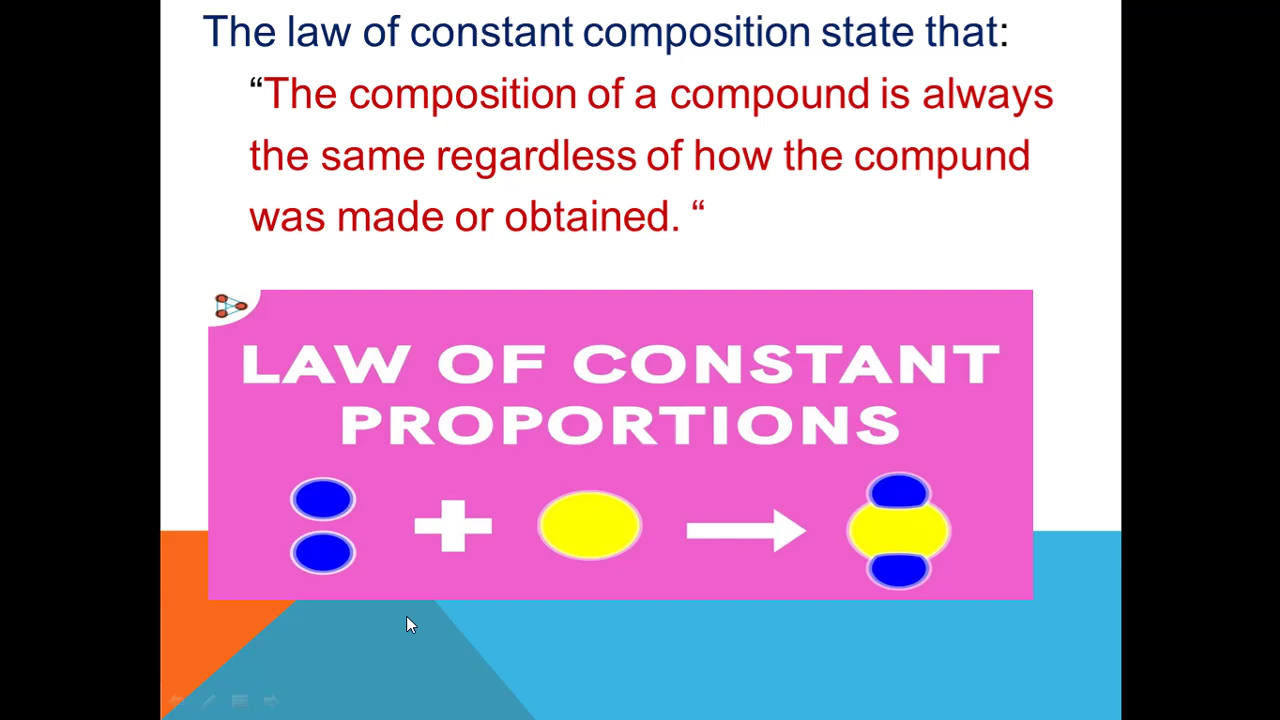 The law of constant composition state that:
“The composition of a compound is always
the same regardless of how the compund
was made or obtained. “
LAW OF CONSTANT
PROPORTIONS